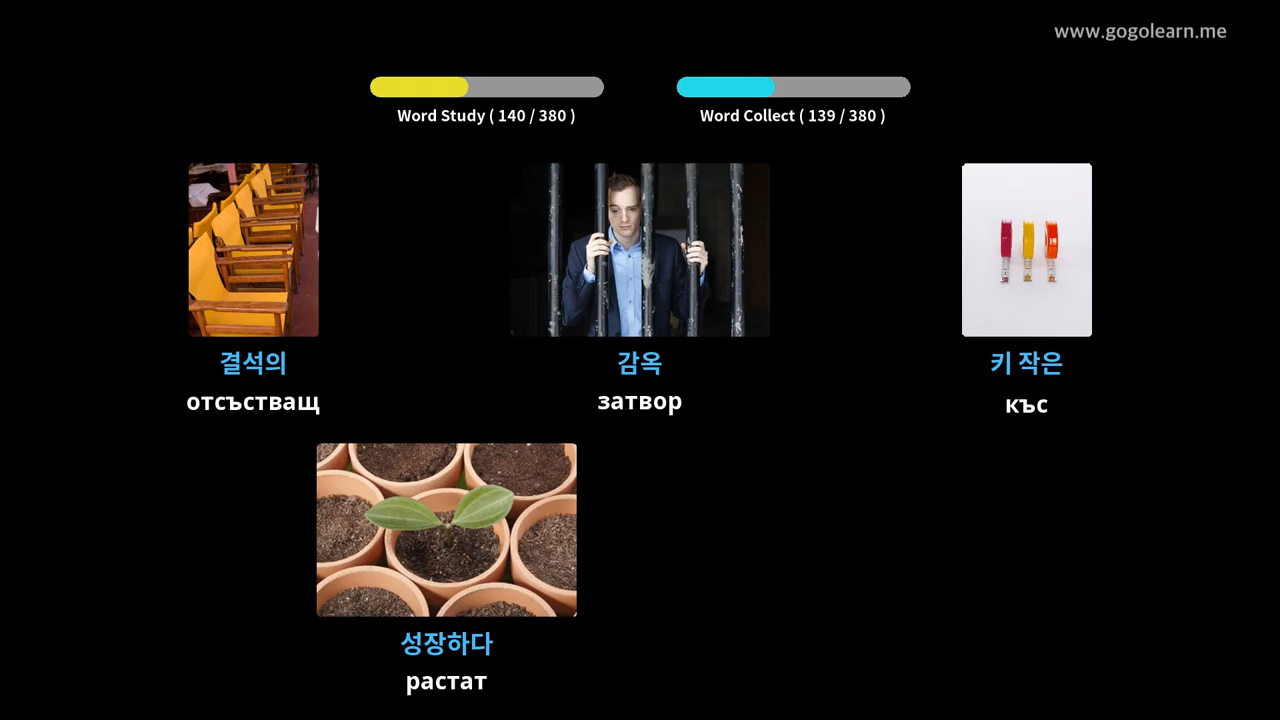 www.gogolearn.me
Word Study ( 140 / 380 )
Word Collect ( 139 / 380 )
결석의
отсъстващ
감옥
затвор
키 작은
къс
성장하다
растат